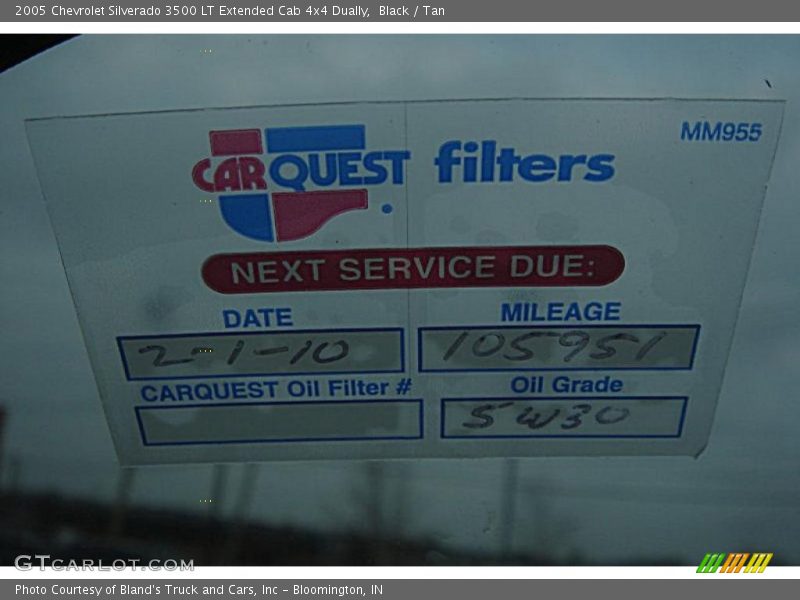 2005 Chevrolet Silverado 3500 LT Extended Cab 4x4 Dually, Black / Tan
MM955
CARQUEST filters
NEXT SERVICE DUE:
DATE MILEAGE
2-1-10 105951
CARQUEST Oil Filter # Oil Grade
5W30
GTCARLOT.COM
Photo Courtesy of Bland's Truck and Cars, Inc - Bloomington, IN